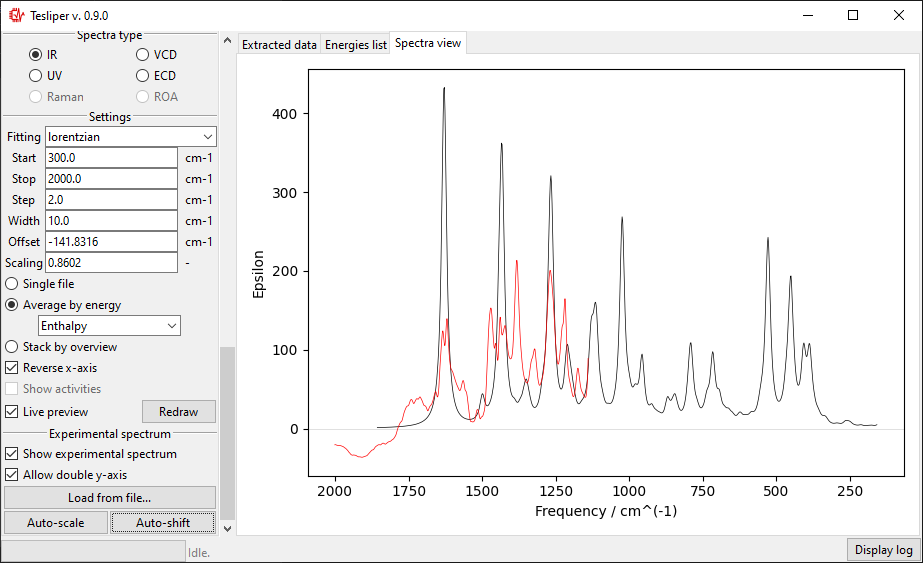 Tesliper v. 0.9.0
Spectra type
IR VCD
UV ECD
Raman ROA
Settings
Fitting lorentzian
Start 300.0 cm-1
Stop 2000.0 cm-1
Step 2.0 cm-1
Width 10.0 cm-1
Offset -141.8316 cm-1
Scaling 0.8602 -
Single file
Average by energy
Enthalpy
Stack by overview
Reverse x-axis
Show activities
Live preview Redraw
Experimental spectrum
Show experimental spectrum
Allow double y-axis
Load from file...
Auto-scale Auto-shift
Idle.
Extracted data Energies list Spectra view
400
300
200
100
0
Epsilon
2000 1750 1500 1250 1000 750 500 250
Frequency / cm^(-1)
Display log